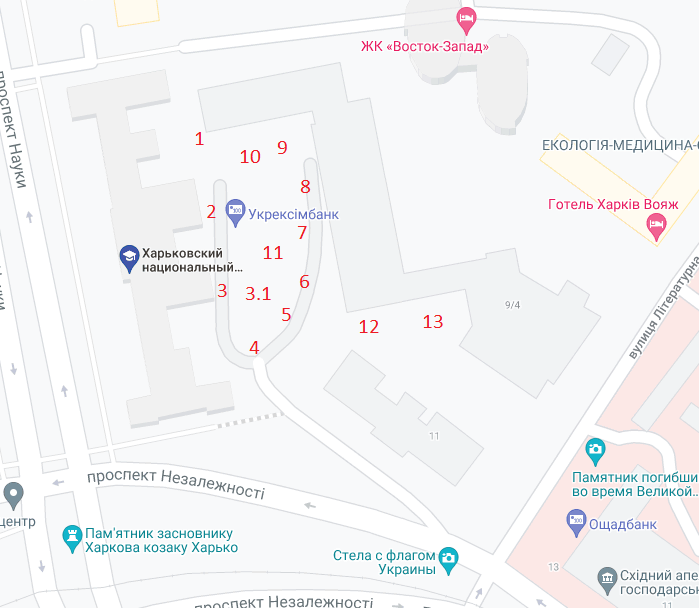 ЖК «Восток-Запад»
проспект Науки
1
10
9
ЕКОЛОГІЯ-МЕДИЦИНА-
8
2
Укрексімбанк
Готель Харків Вояж
7
Харьковский
национальный…
11
3
3.1
6
5
9/4
вулиця Літературна
12
13
4
11
Науки
проспект Незалежності
Памятник погибши
во время Великой…
центр
Пам'ятник засновнику
Харкова козаку Харько
Ощадбанк
Стела с флагом
Украины
13
Східний апе
господарсь
проспект Незалежності